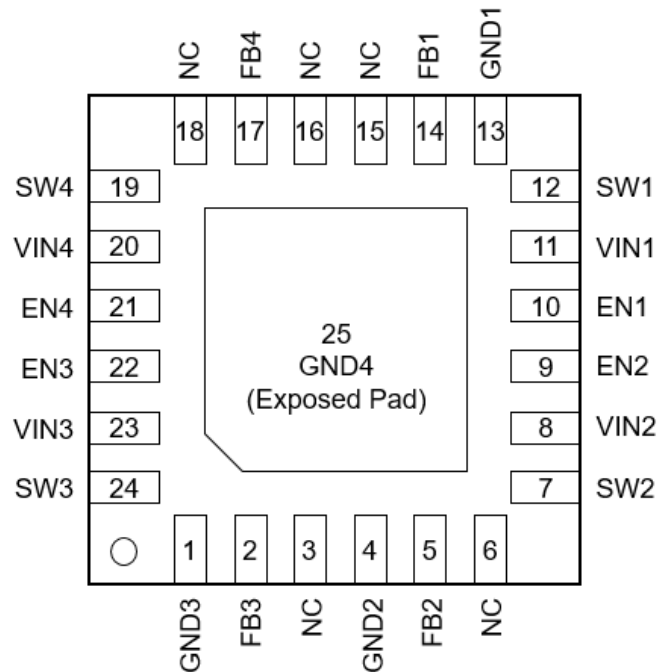 NC FB4 NC NC FB1 GND1
18 17 16 15 14 13
SW4 19 12 SW1
VIN4 20 11 VIN1
EN4 21 10 EN1
25
GND4
(Exposed Pad)
EN3 22 9 EN2
VIN3 23 8 VIN2
SW3 24 7 SW2
1 2 3 4 5 6
GND3 FB3 NC GND2 FB2 NC